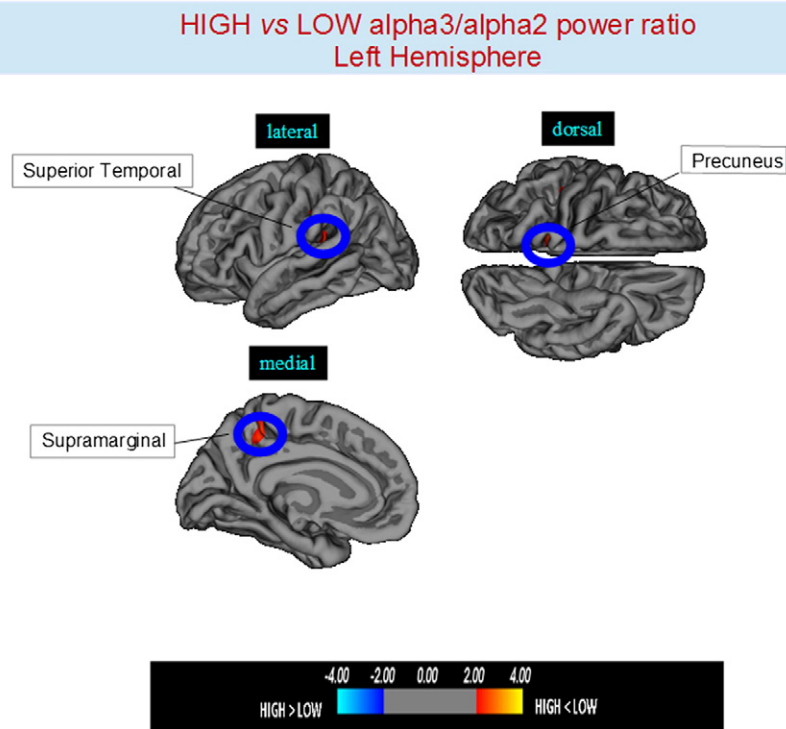 HIGH vs LOW alpha3/alpha2 power ratio
Left Hemisphere
lateral
dorsal
Superior Temporal
Precuneus
medial
Supramarginal
-4.00 -2.00 0.00 2.00 4.00
HIGH > LOW
HIGH < LOW